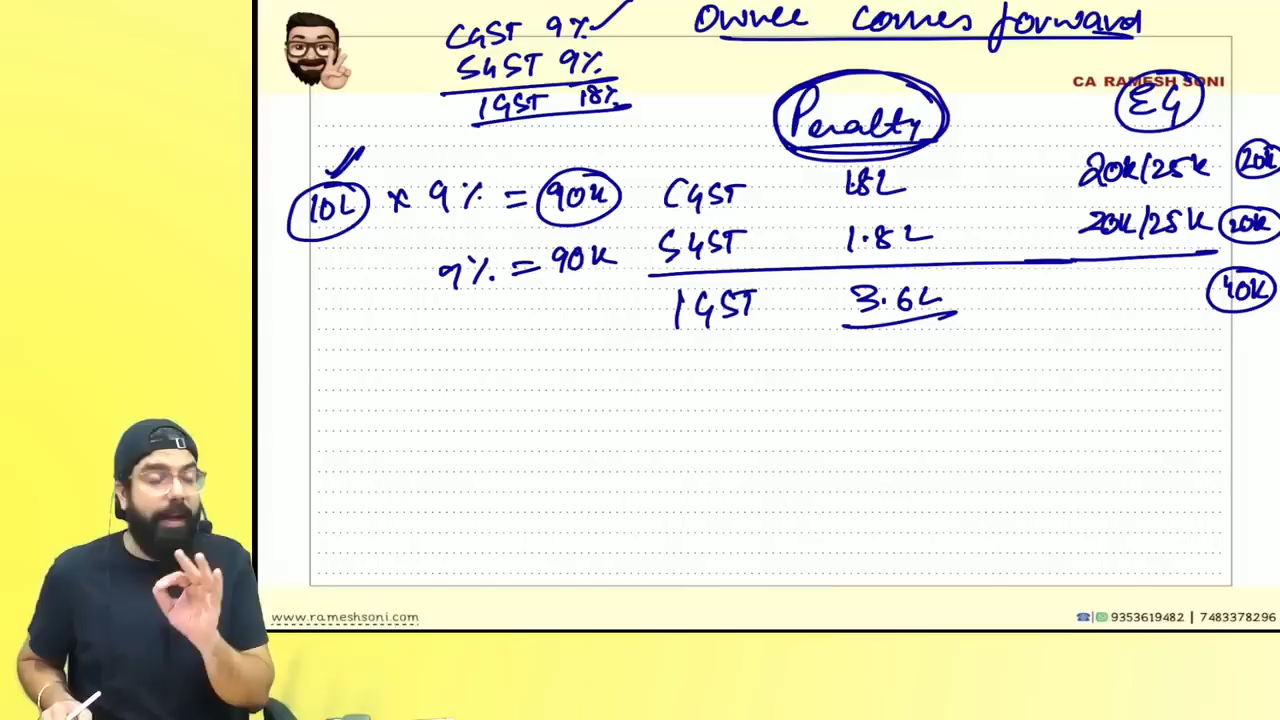 CGST 9% ✓ Owner comes forward
SGST 9%
IGST 18%
CA RAMESH SONI
Penalty EG
10L × 9% = 90K CGST 1.8L 20K/25K 20K
9% = 90K SGST 1.8L 20K/25K 20K
IGST 3.6L 40K
www.rameshsoni.com
9353619482 | 7483378296